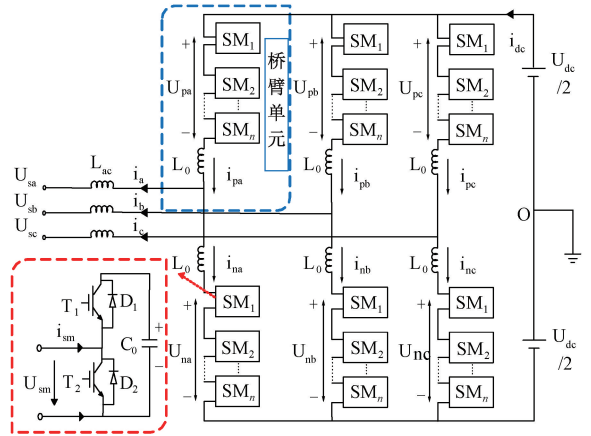 SM1 SM1 SM1
+ + +
idc
Udc
/2
Upa SM2 Upb SM2 Upc SM2
桥臂单元
− SMn − SMn − SMn
Lac
L0 L0 L0
Usa ia ipa ipb ipc
Usb ib
Usc ic
O
L0 ina L0 inb L0 inc
SM1 SM1 SM1
+ + +
T1 D1
+
ism C0
−
Usm T2 D2
Una SM2 Unb SM2 Unc SM2
Udc
/2
− SMn − SMn − SMn